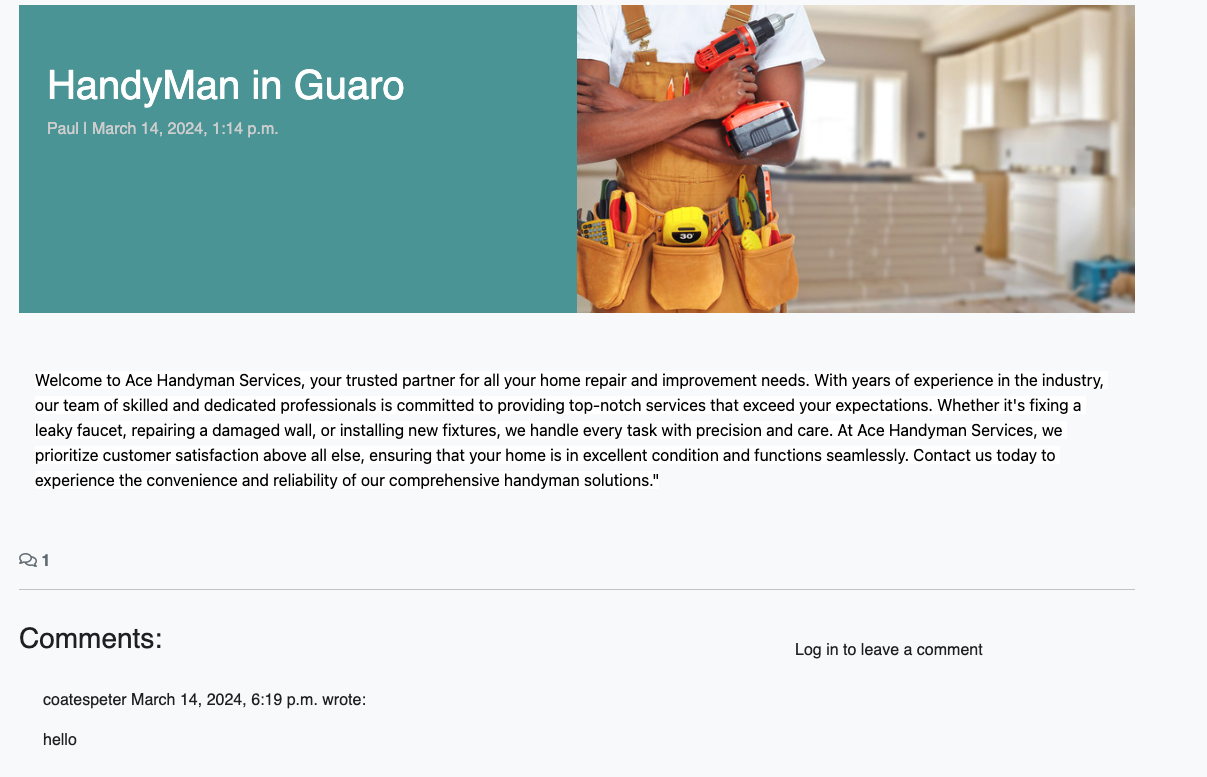 HandyMan in Guaro
Paul | March 14, 2024, 1:14 p.m.
30'
Welcome to Ace Handyman Services, your trusted partner for all your home repair and improvement needs. With years of experience in the industry,
our team of skilled and dedicated professionals is committed to providing top-notch services that exceed your expectations. Whether it's fixing a
leaky faucet, repairing a damaged wall, or installing new fixtures, we handle every task with precision and care. At Ace Handyman Services, we
prioritize customer satisfaction above all else, ensuring that your home is in excellent condition and functions seamlessly. Contact us today to
experience the convenience and reliability of our comprehensive handyman solutions."
1
Comments:
Log in to leave a comment
coatespeter March 14, 2024, 6:19 p.m. wrote:
hello